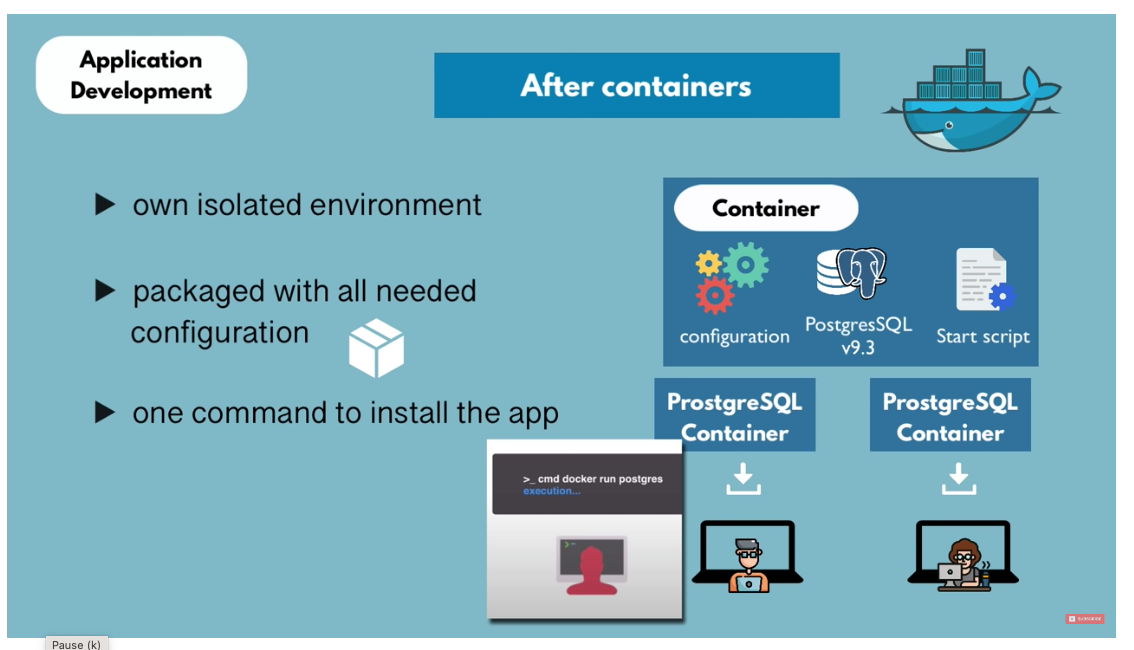 Application
Development
After containers
▶ own isolated environment
▶ packaged with all needed
configuration
▶ one command to install the app
Container
configuration
PostgresSQL
v9.3
Start script
ProstgreSQL
Container
ProstgreSQL
Container
>_ cmd docker run postgres
execution...
SUBSCRIBE
Pause (k)